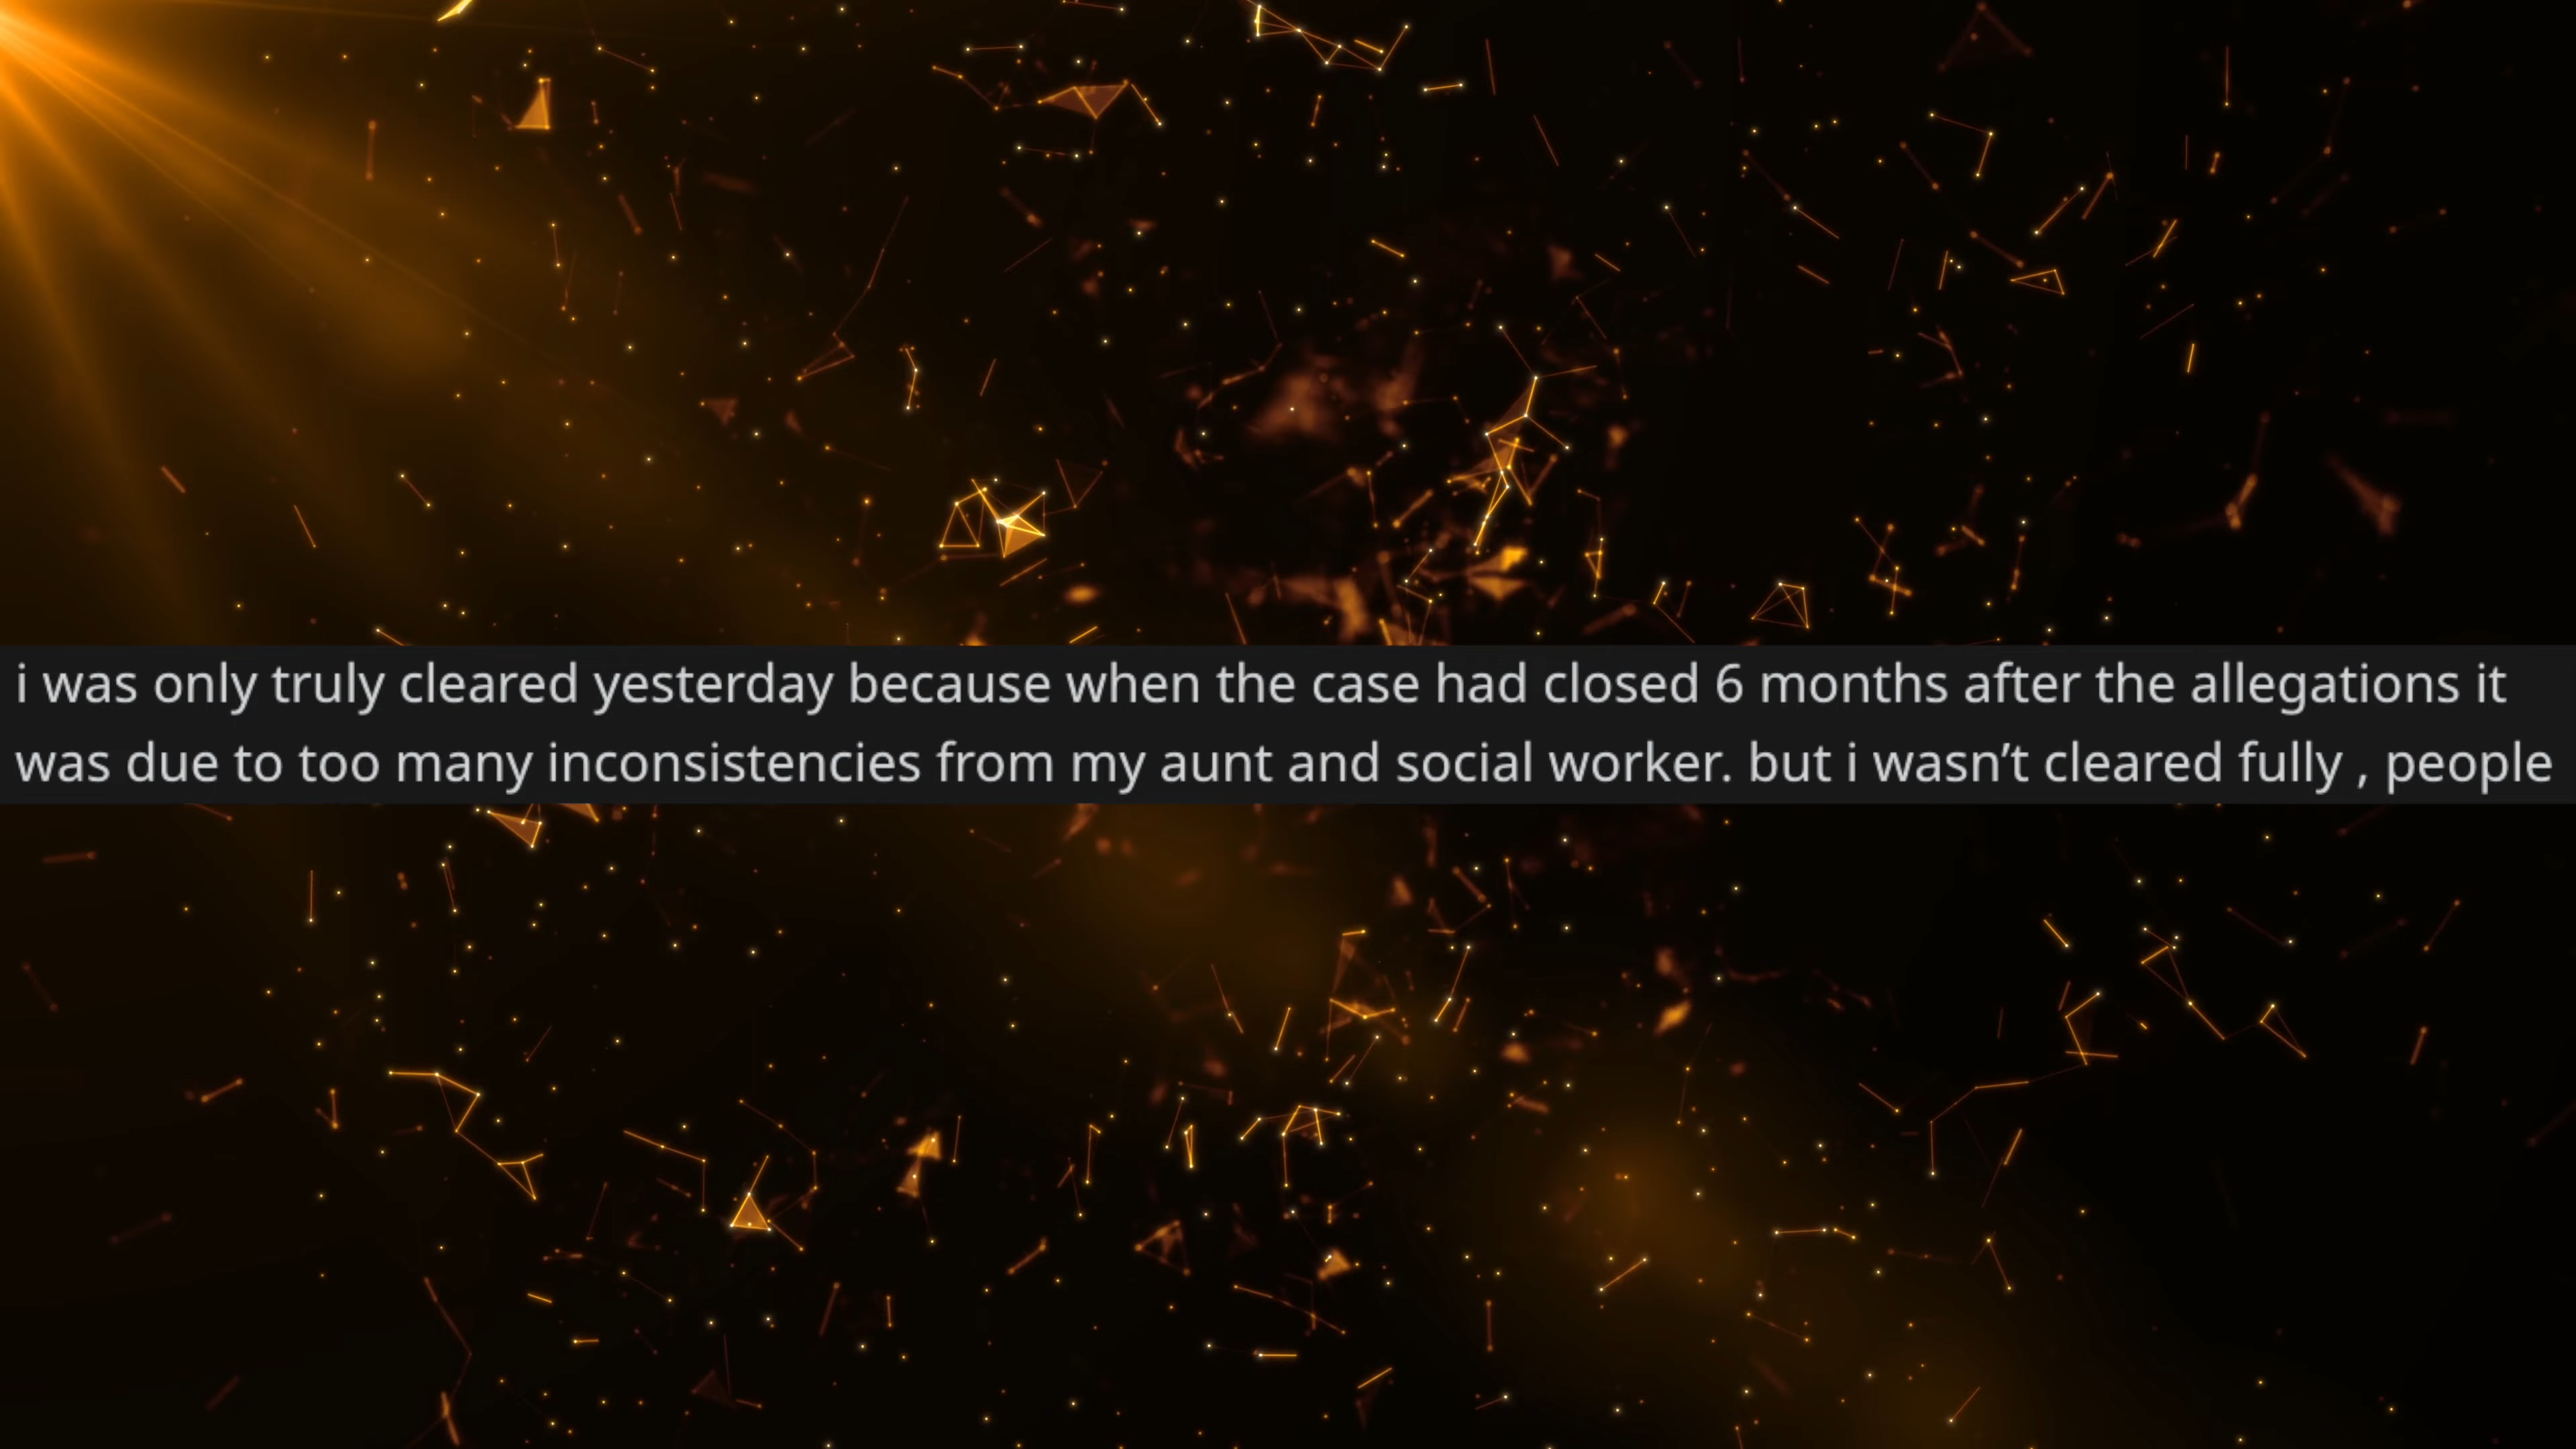 i was only truly cleared yesterday because when the case had closed 6 months after the allegations it
was due to too many inconsistencies from my aunt and social worker. but i wasn’t cleared fully , people